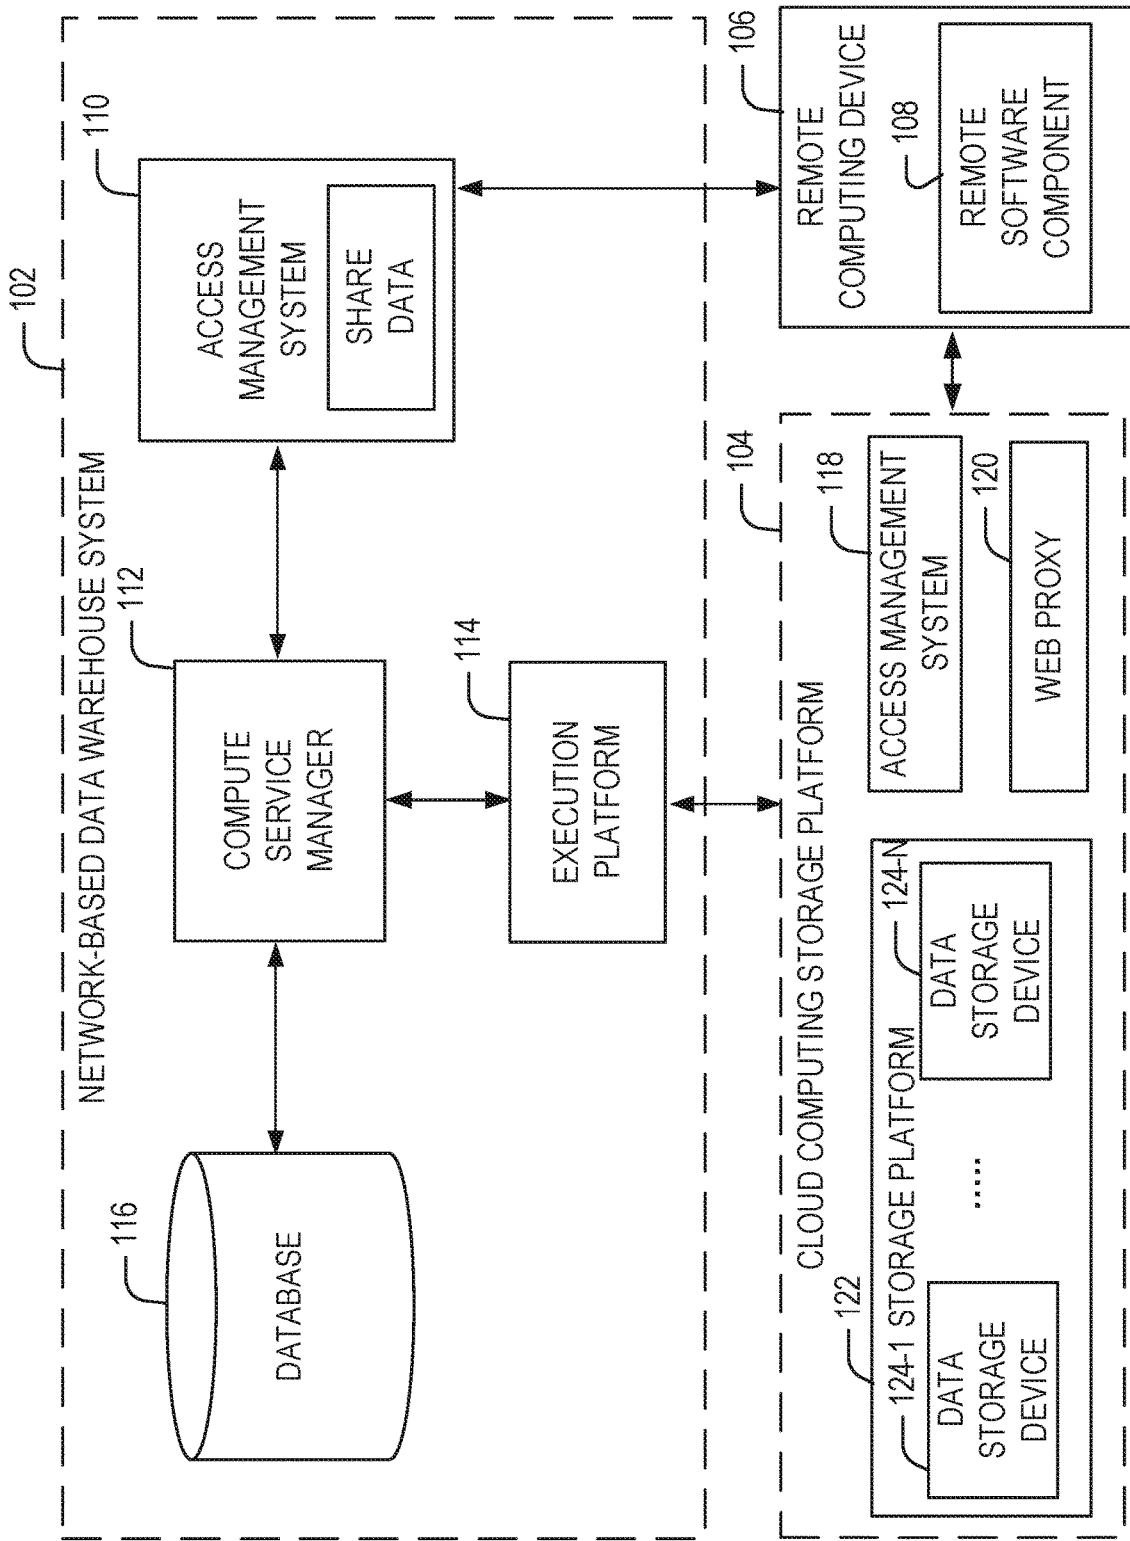 102
NETWORK-BASED DATA WAREHOUSE SYSTEM
116
DATABASE
112
COMPUTE
SERVICE
MANAGER
110
ACCESS
MANAGEMENT
SYSTEM
SHARE
DATA
114
EXECUTION
PLATFORM
104
CLOUD COMPUTING STORAGE PLATFORM
122
124-1 STORAGE PLATFORM
124-N
DATA
STORAGE
DEVICE
.....
DATA
STORAGE
DEVICE
118
ACCESS MANAGEMENT
SYSTEM
120
WEB PROXY
106
REMOTE
COMPUTING DEVICE
108
REMOTE
SOFTWARE
COMPONENT